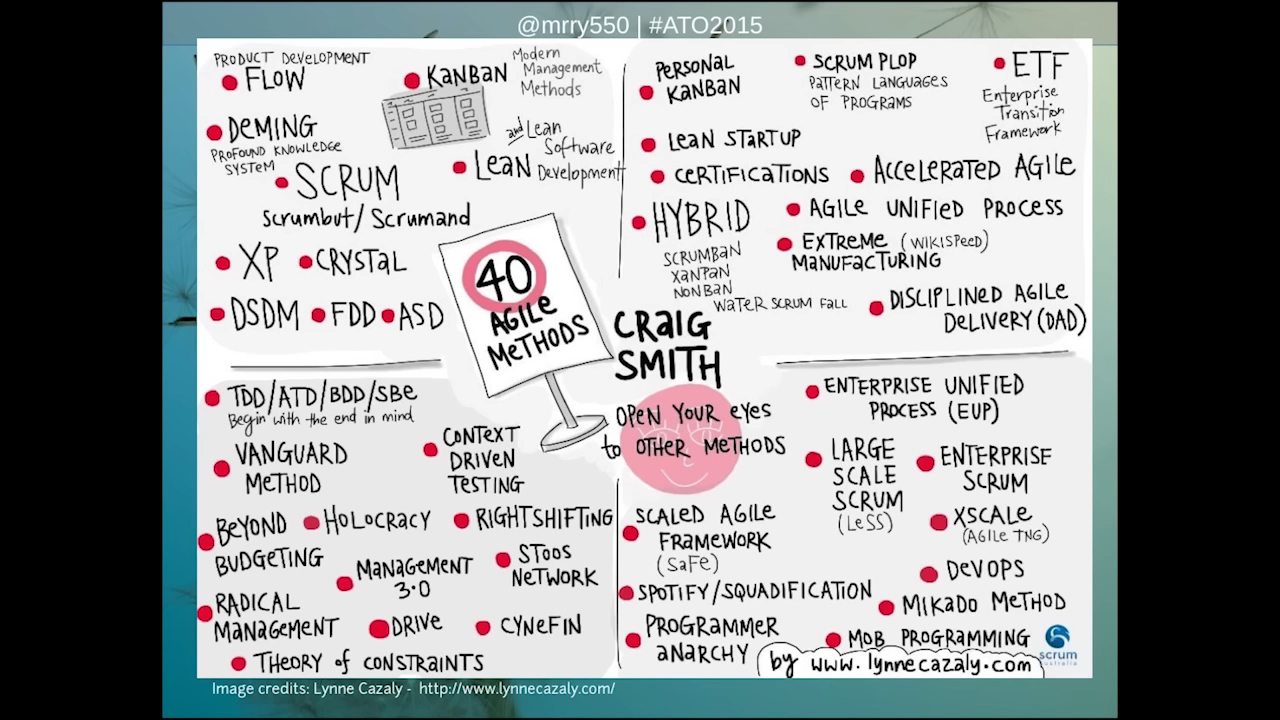 @mrry550 | #ATO2015
PRODUCT DEVELOPMENT
FLOW
KANBAN
Modern
Management
Methods
DEMING
PROFOUND KNOWLEDGE
SYSTEM
and Lean
Software
LEAN Development
SCRUM
Scrumbut/Scrumand
XP
CRYSTAL
DSDM
FDD
ASD
40
AGILE
METHODS
PERSONAL
KANBAN
SCRUM PLOP
PATTERN LANGUAGES
OF PROGRAMS
ETF
Enterprise
Transition
Framework
LEAN STARTUP
CERTIFICATIONS
ACCELERATED AGILE
HYBRID
SCRUMBAN
XANPAN
NONBAN
WATER SCRUM FALL
AGILE UNIFIED PROCESS
EXTREME (WIKISPEED)
MANUFACTURING
DISCIPLINED AGILE
DELIVERY (DAD)
CRAIG
SMITH
OPEN YOUR EYES
to OTHER METHODS
TDD/ATD/BDD/SBE
Begin with the end in mind
VANGUARD
METHOD
CONTEXT
DRIVEN
TESTING
BEYOND
BUDGETING
HOLOCRACY
RIGHTSHIFTING
MANAGEMENT
3.0
STOOS
NETWORK
RADICAL
MANAGEMENT
DRIVE
CYNEFIN
THEORY of CONSTRAINTS
ENTERPRISE UNIFIED
PROCESS (EUP)
LARGE
SCALE
SCRUM
(LeSS)
ENTERPRISE
SCRUM
XSCALE
(AGILE TNG)
SCALED AGILE
FRAMEWORK
(SaFe)
DEVOPS
SPOTIFY/SQUADIFICATION
MIKADO METHOD
PROGRAMMER
ANARCHY
MOB PROGRAMMING
by www.lynnecazaly.com
scrum
australia
Image credits: Lynne Cazaly - http://www.lynnecazaly.com/